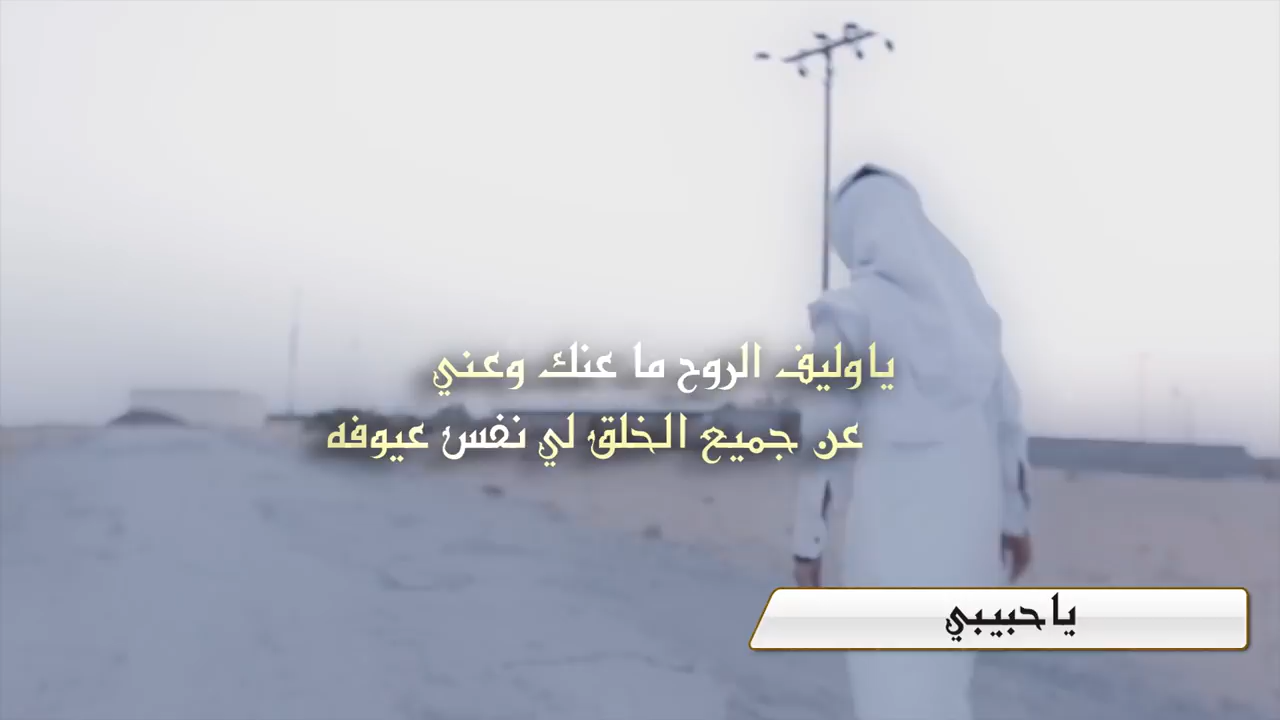 ياوليف الروح ما عنك وعني
عن جميع الخلق لي نفس عيوفه
ياحبيبي